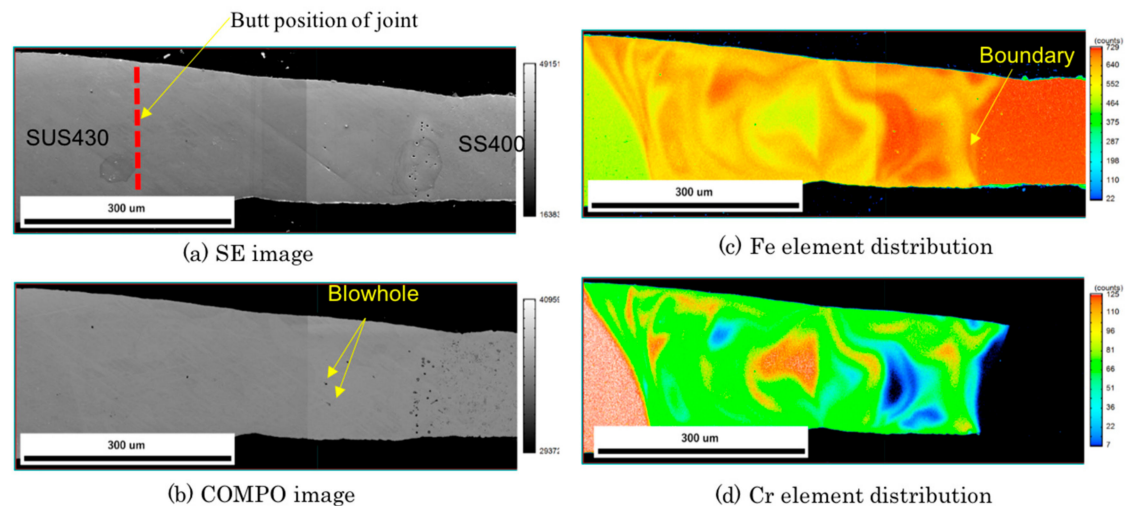 Butt position of joint
SUS430
SS400
300 um
49151
(a) SE image
Blowhole
300 um
40959
29372
(b) COMPO image
Boundary
(counts)
729
640
552
464
375
287
198
110
22
300 um
(c) Fe element distribution
(counts)
125
110
96
81
66
51
36
22
7
300 um
(d) Cr element distribution